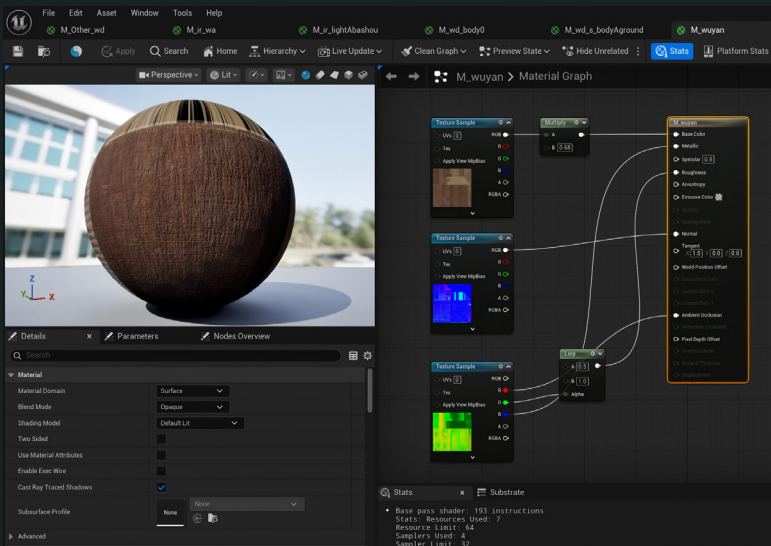 File Edit Asset Window Tools Help
M_Other_wd M_ir_wa M_ir_lightAbashou M_wd_body0 M_wd_s_bodyAground M_wuyan
Apply Search Home Hierarchy Live Update Clean Graph Preview State Hide Unrelated Stats Platform Stats
Perspective Lit
M_wuyan > Material Graph
Texture Sample
UVs 0 RGB
Tex R
Apply View MipBias G
B
A
RGBA
Multiply
A
B 0.68
M_wuyan
Base Color
Metallic
Specular 0.5
Roughness
Anisotropy
Emissive Color
Opacity
Opacity Mask
Normal
Tangent
X 1.0 Y 0.0 Z 0.0
World Position Offset
Ambient Occlusion
Pixel Depth Offset
Displacement
Texture Sample
UVs 0 RGB
Tex R
Apply View MipBias G
B
A
RGBA
Lerp
A 0.5
B 1.0
Alpha
Texture Sample
UVs 0 RGB
Tex R
Apply View MipBias G
B
A
RGBA
Z
Y X
Details Parameters Nodes Overview
Search
Material
Material Domain Surface
Blend Mode Opaque
Shading Model Default Lit
Two Sided
Use Material Attributes
Enable Exec Wire
Cast Ray Traced Shadows
Subsurface Profile None None
Advanced
Stats Substrate
Base pass shader: 193 instructions
Stats: Resources Used: 7
Resource Limit: 64
Samplers Used: 4
Sampler Limit: 32